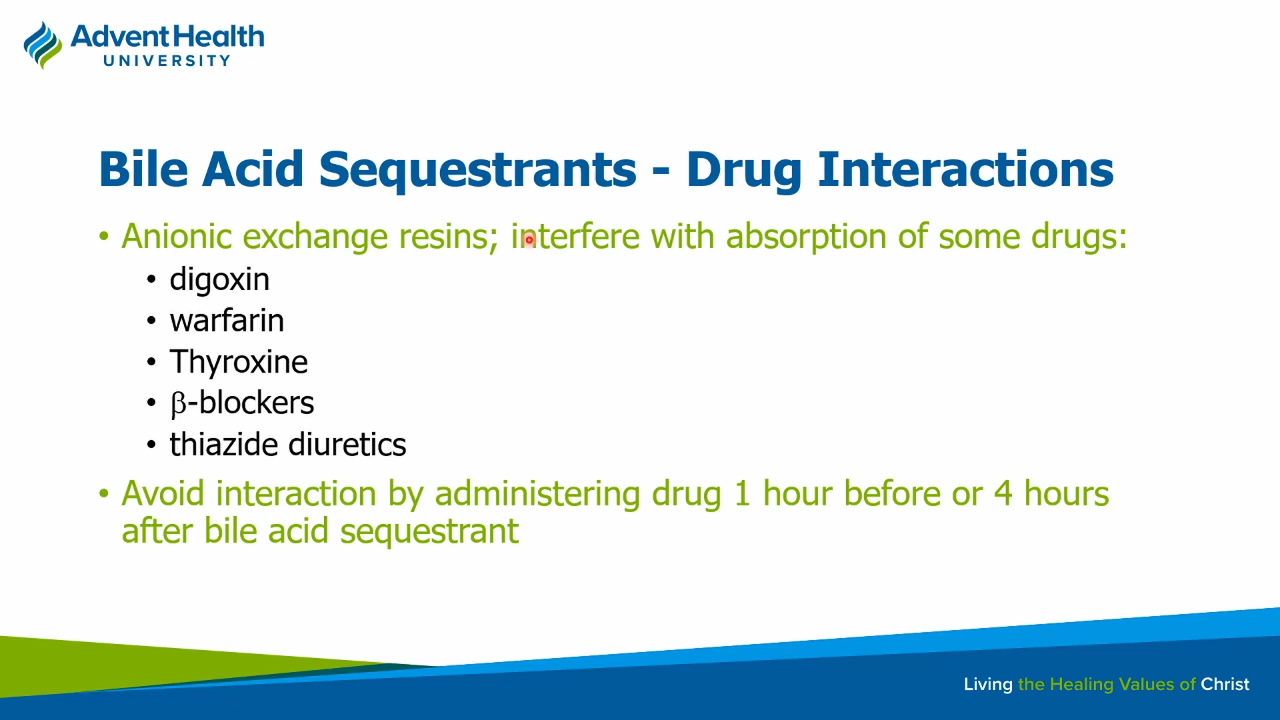 AdventHealth
UNIVERSITY
Bile Acid Sequestrants - Drug Interactions
• Anionic exchange resins; interfere with absorption of some drugs:
• digoxin
• warfarin
• Thyroxine
• β-blockers
• thiazide diuretics
• Avoid interaction by administering drug 1 hour before or 4 hours
after bile acid sequestrant
Living the Healing Values of Christ